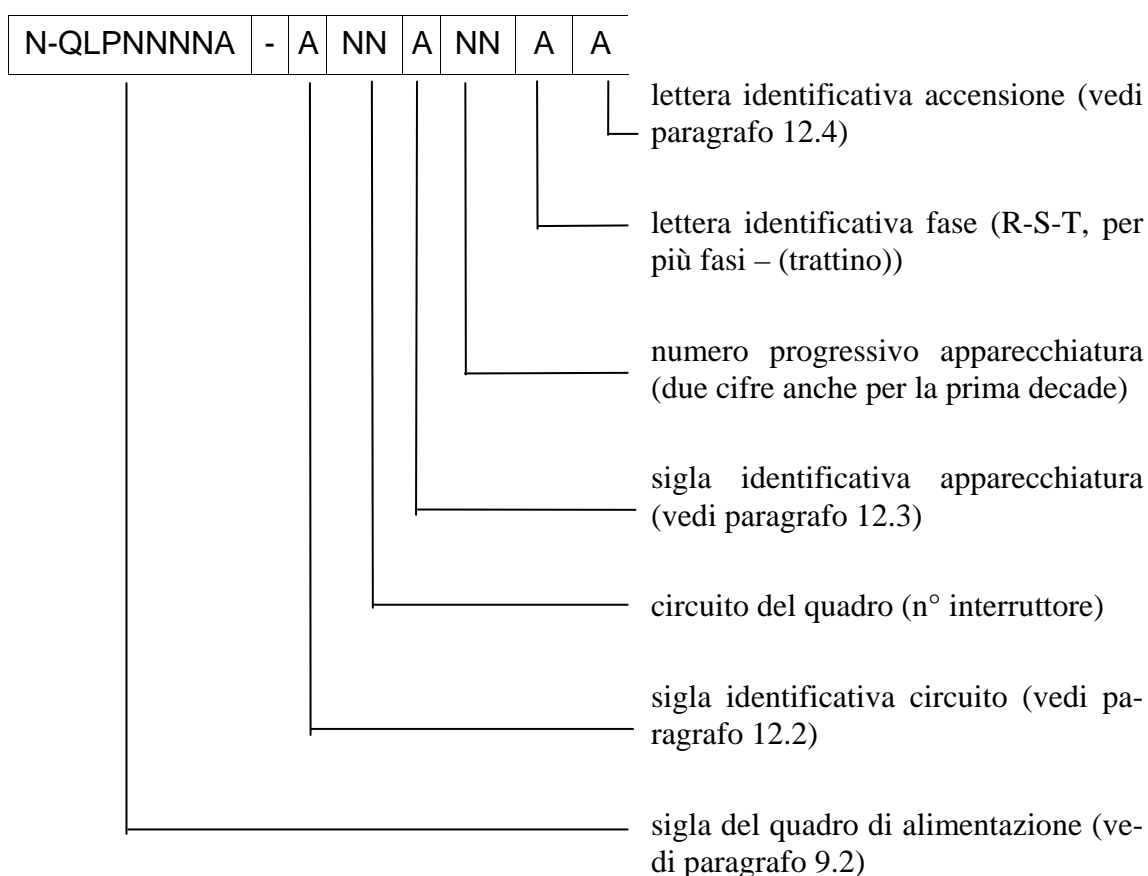 N-QLPNNNNA - A NN A NN A A
lettera identificativa accensione (vedi
paragrafo 12.4)
lettera identificativa fase (R-S-T, per
più fasi – (trattino))
numero progressivo apparecchiatura
(due cifre anche per la prima decade)
sigla identificativa apparecchiatura
(vedi paragrafo 12.3)
circuito del quadro (n° interruttore)
sigla identificativa circuito (vedi pa-
ragrafo 12.2)
sigla del quadro di alimentazione (ve-
di paragrafo 9.2)